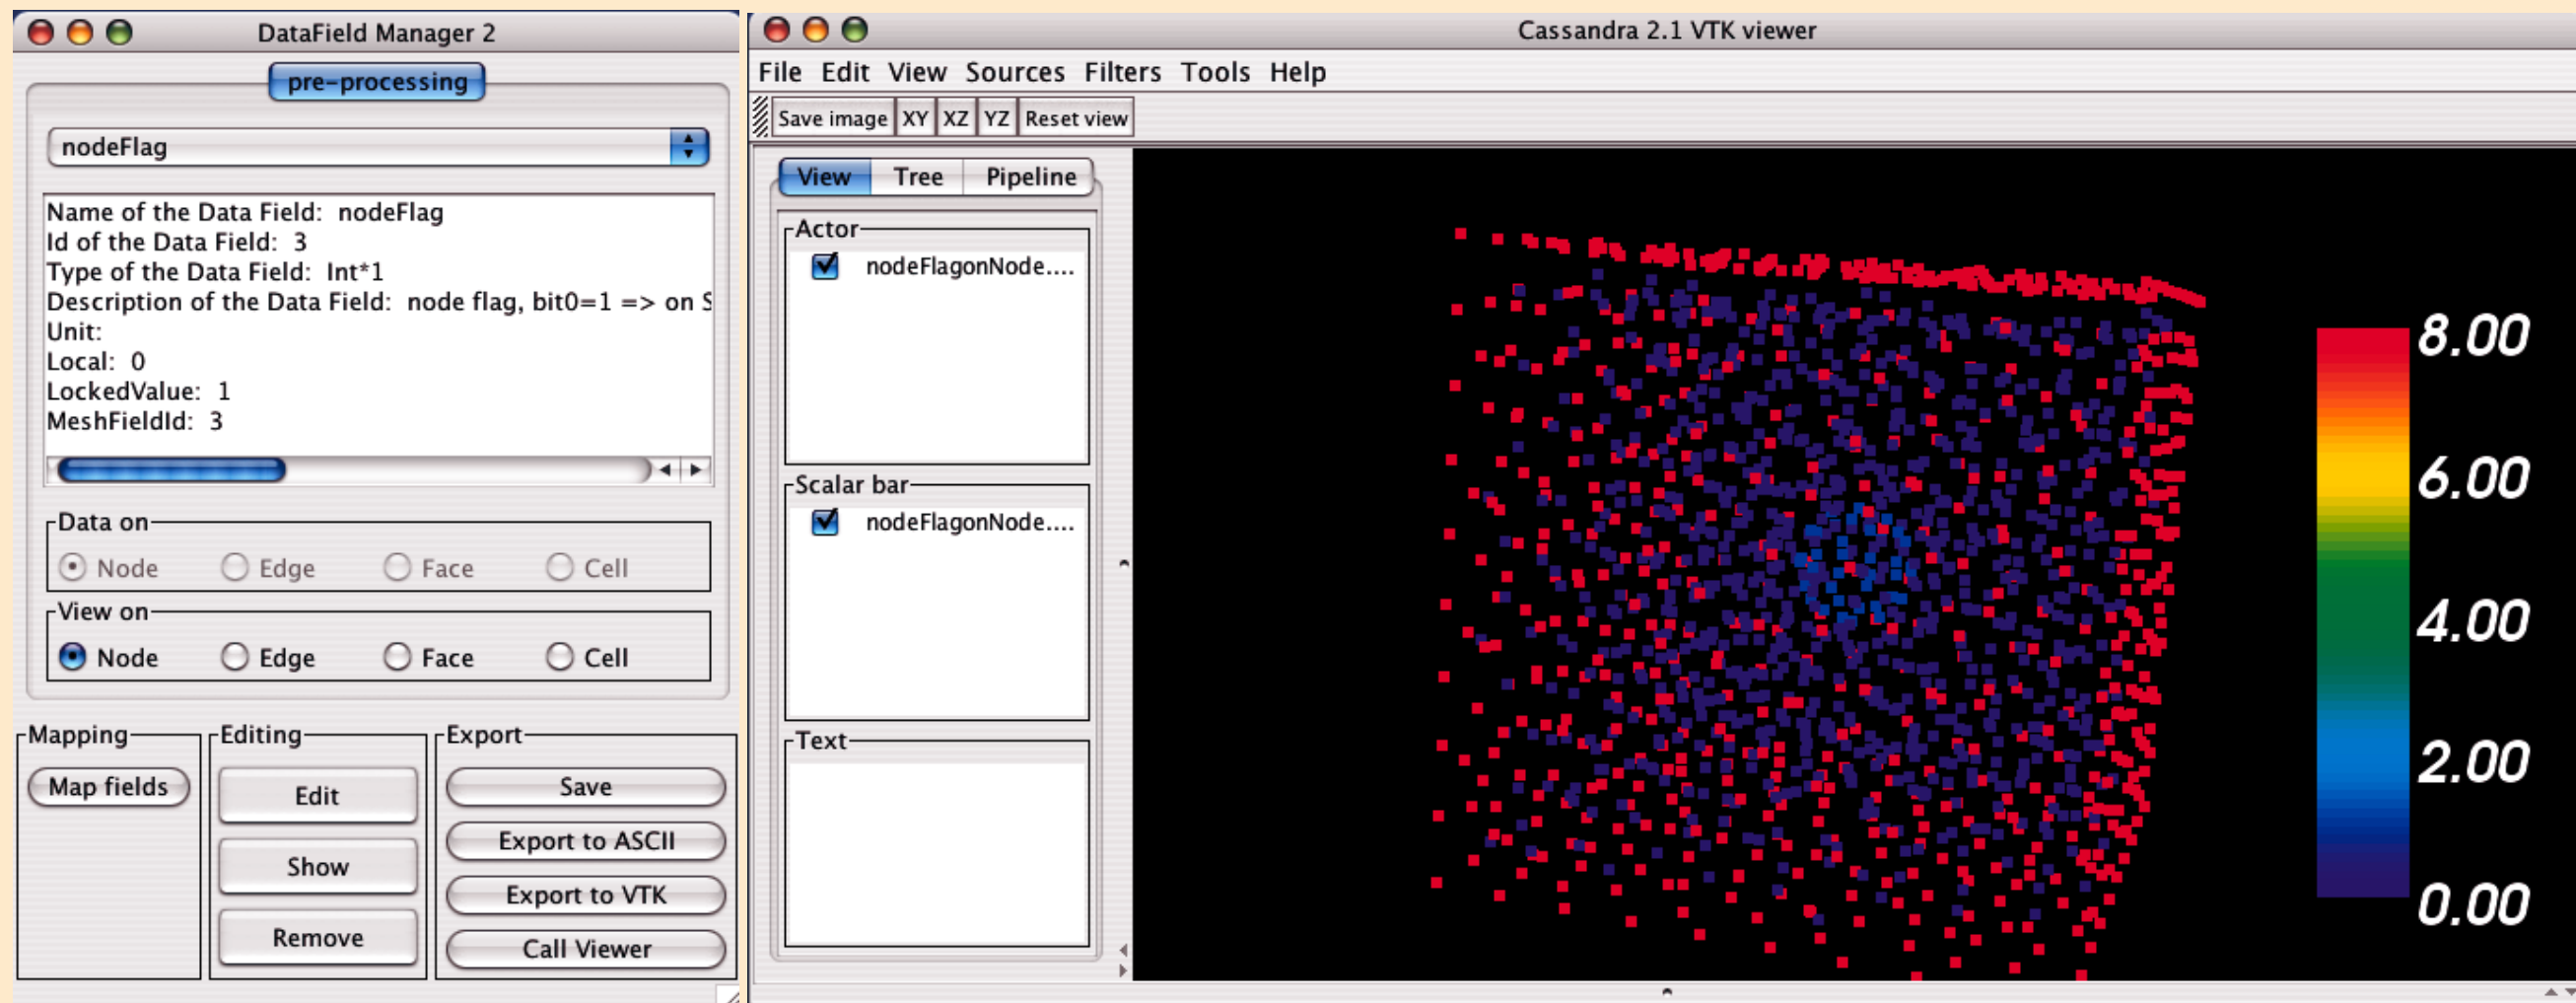 DataField Manager 2
pre-processing
nodeFlag
Name of the Data Field: nodeFlag
Id of the Data Field: 3
Type of the Data Field: Int*1
Description of the Data Field: node flag, bit0=1 => on S
Unit:
Local: 0
LockedValue: 1
MeshFieldId: 3
Data on
Node Edge Face Cell
View on
Node Edge Face Cell
Mapping
Map fields
Editing
Edit
Show
Remove
Export
Save
Export to ASCII
Export to VTK
Call Viewer
Cassandra 2.1 VTK viewer
File Edit View Sources Filters Tools Help
Save image XY XZ YZ Reset view
View Tree Pipeline
Actor
nodeFlagonNode....
Scalar bar
nodeFlagonNode....
Text
8.00
6.00
4.00
2.00
0.00